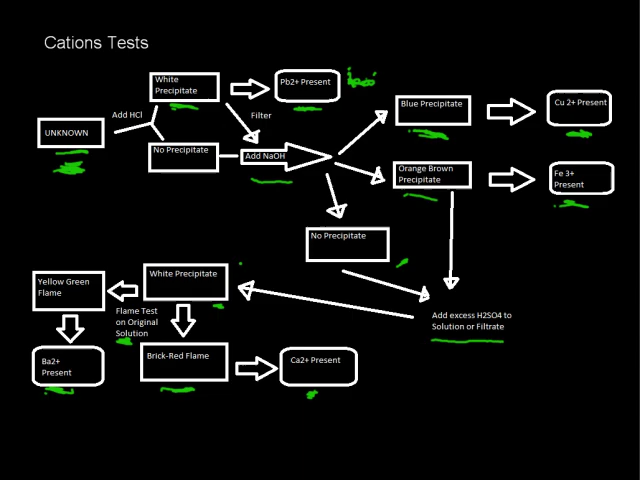 Cations Tests
White
Precipitate
Pb2+ Present
Add HCl
Filter
Blue Precipitate
Cu 2+ Present
UNKNOWN
No Precipitate
Add NaOH
Orange Brown
Precipitate
Fe 3+
Present
No Precipitate
White Precipitate
Yellow Green
Flame
Flame Test
on Original
Solution
Add excess H2SO4 to
Solution or Filtrate
Ba2+
Present
Brick-Red Flame
Ca2+ Present